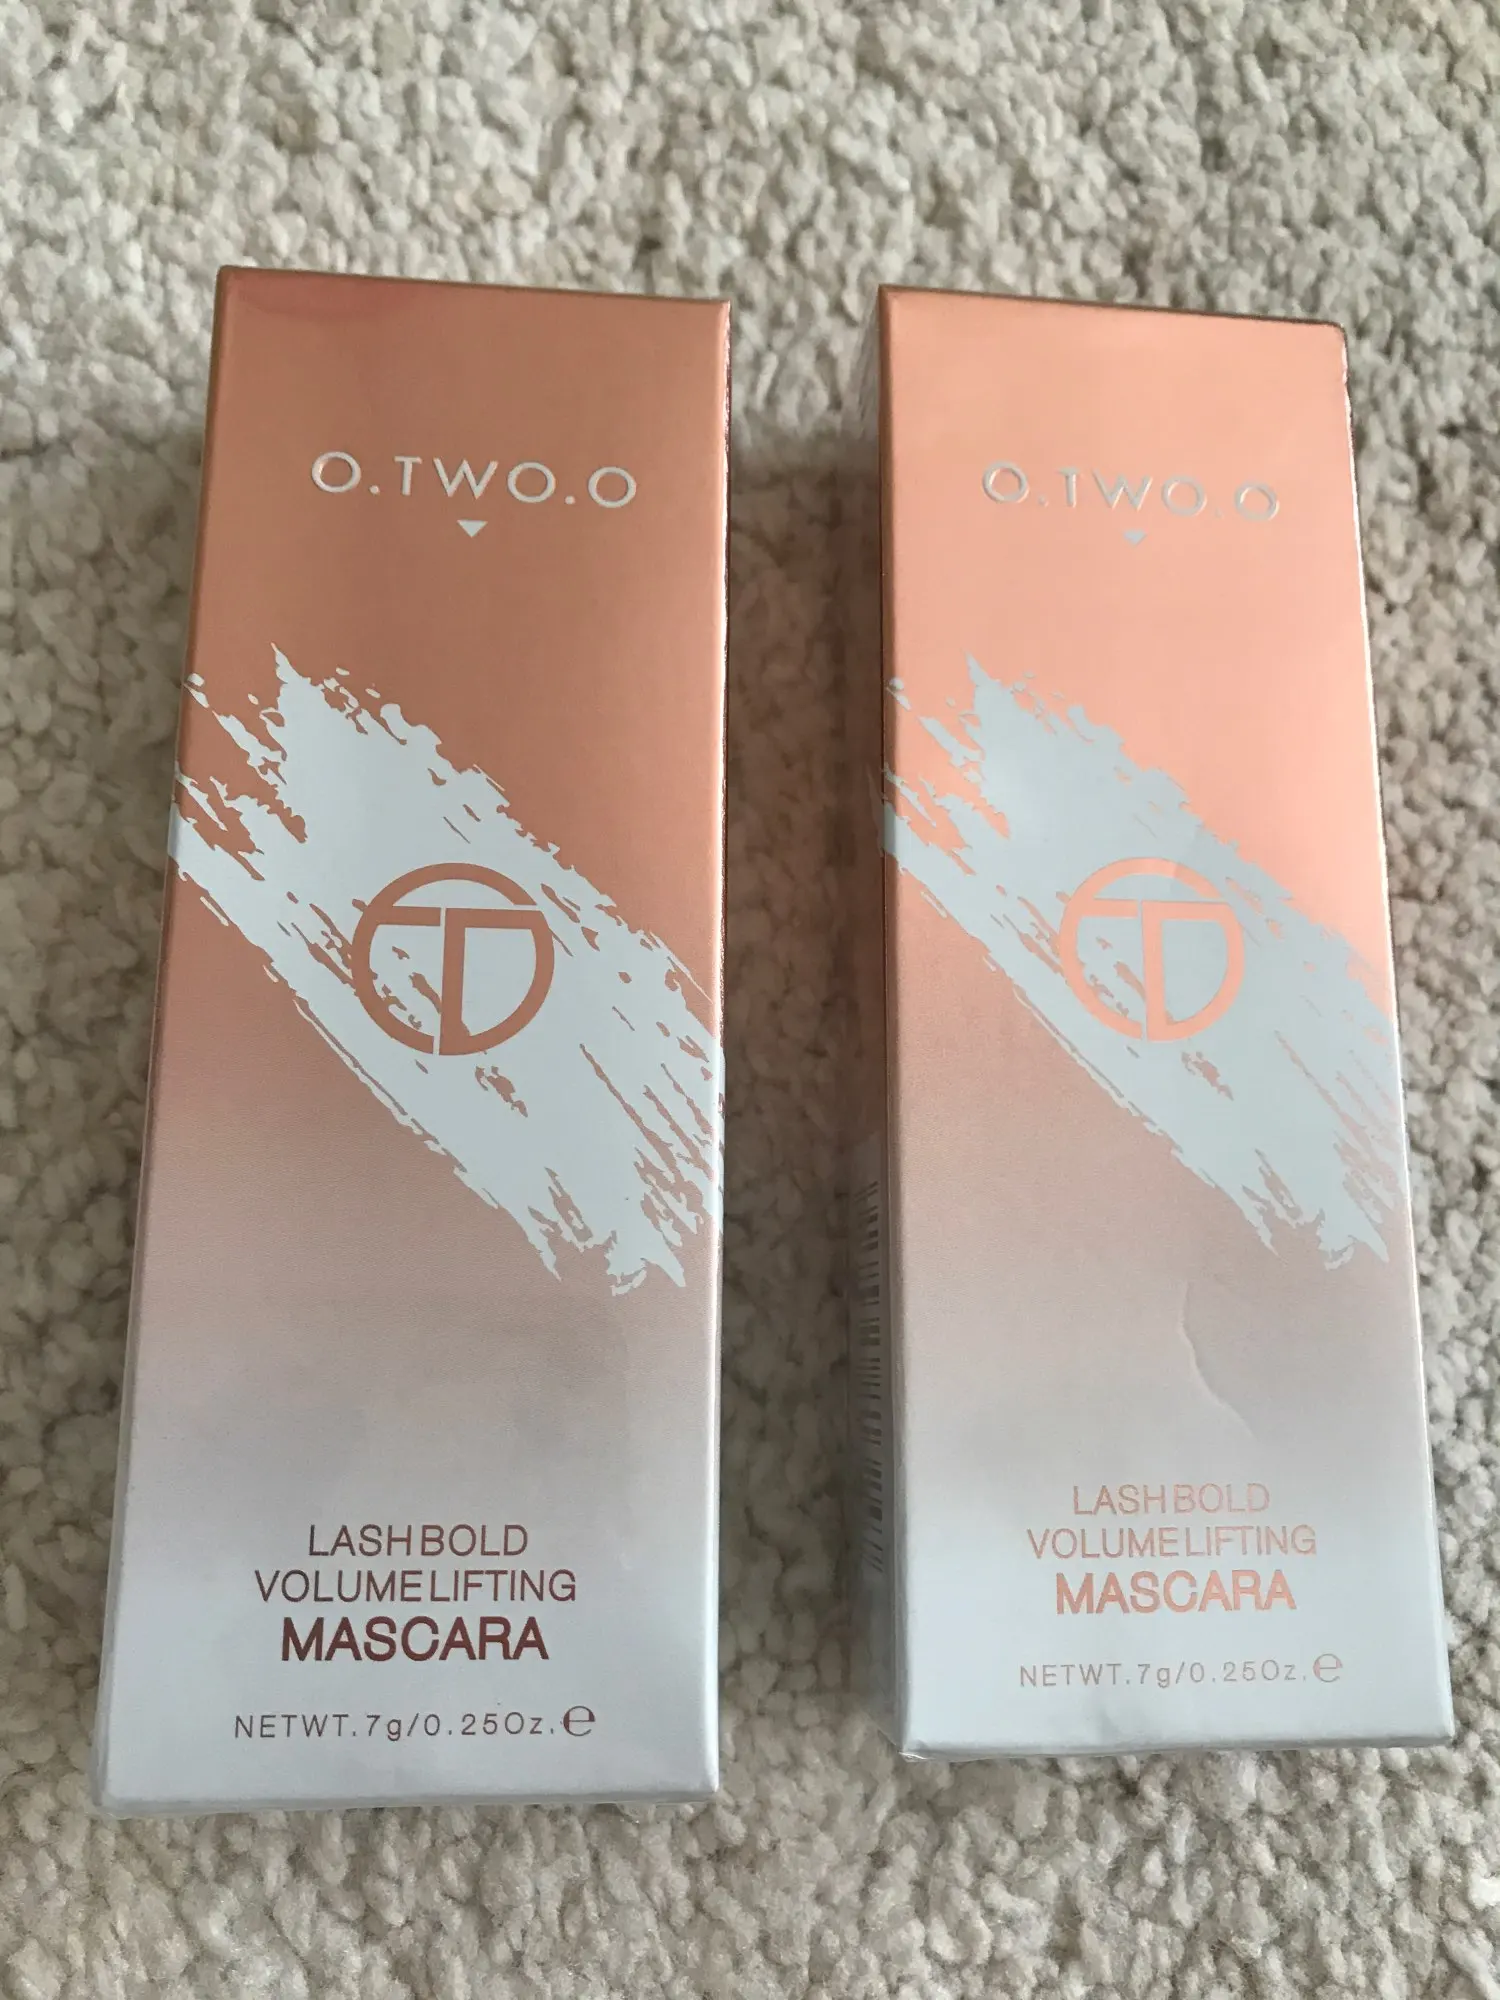 O.TWO.O
LASH BOLD
VOLUME LIFTING
MASCARA
NETWT.7g/0.25Oz.℮
O.TWO.O
LASH BOLD
VOLUME LIFTING
MASCARA
NETWT.7g/0.25Oz.℮